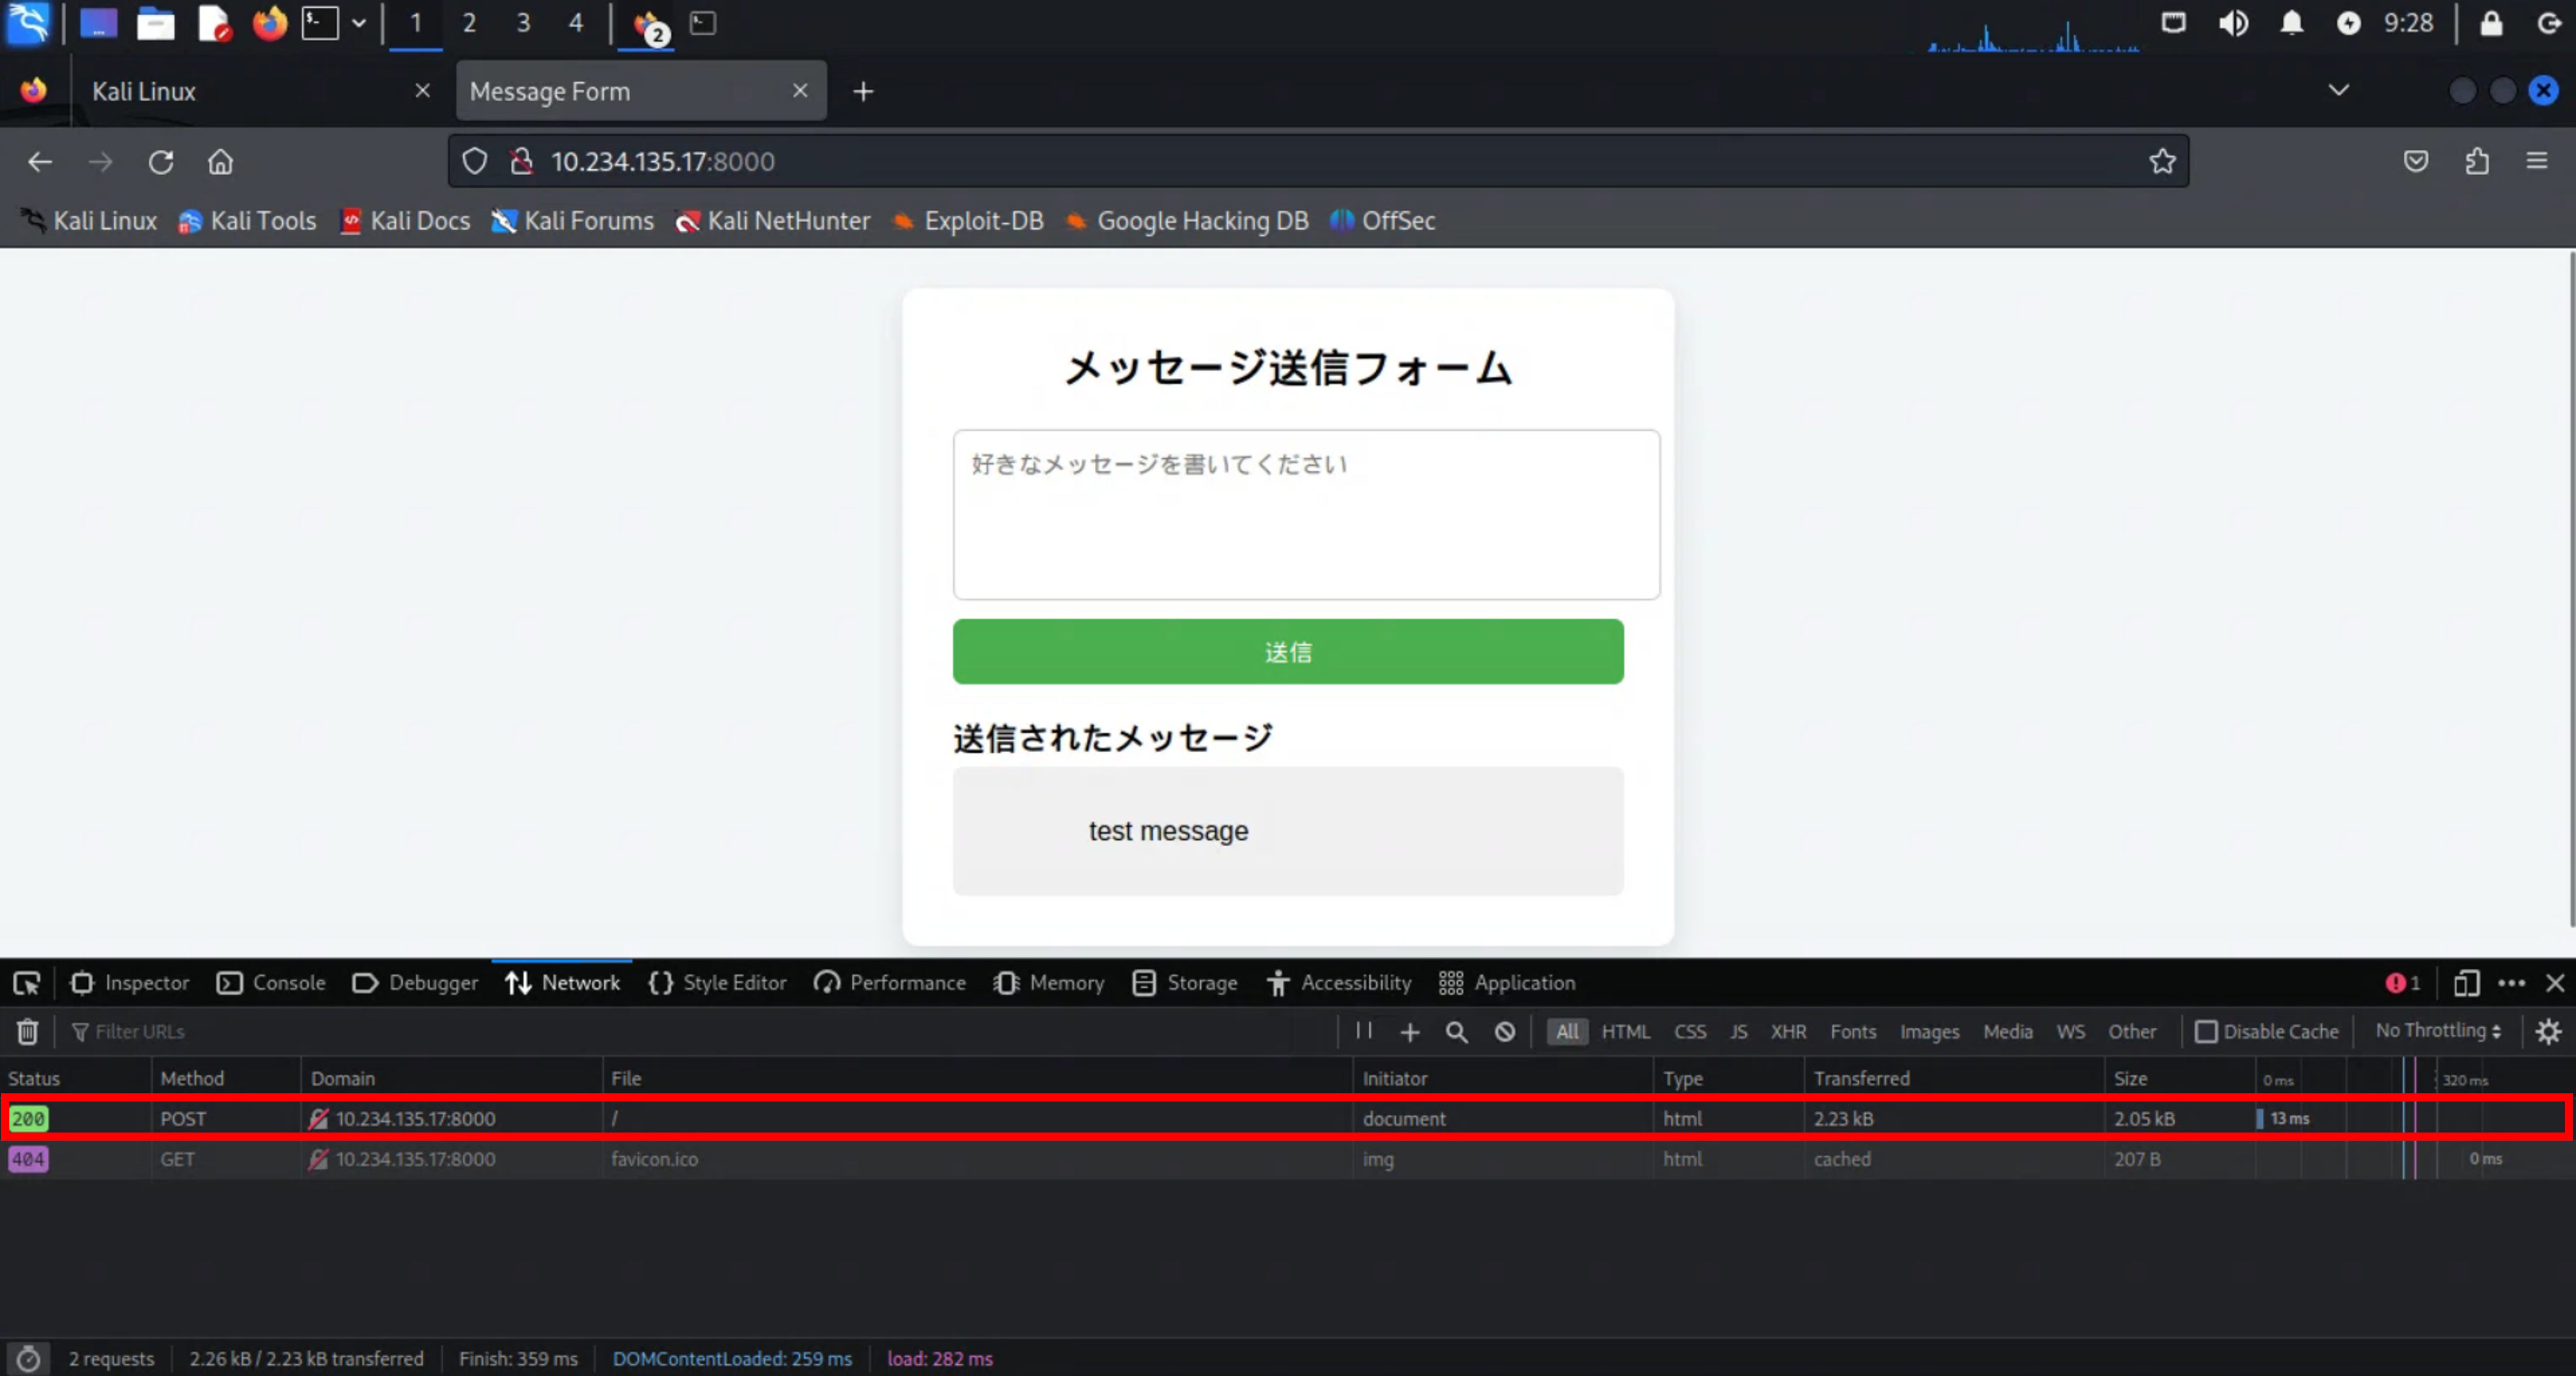 1 2 3 4 2 9:28
Kali Linux Message Form
10.234.135.17:8000
Kali Linux Kali Tools Kali Docs Kali Forums Kali NetHunter Exploit-DB Google Hacking DB OffSec
メッセージ送信フォーム
好きなメッセージを書いてください
送信
送信されたメッセージ
test message
Inspector Console Debugger Network Style Editor Performance Memory Storage Accessibility Application 1
Filter URLs All HTML CSS JS XHR Fonts Images Media WS Other Disable Cache No Throttling
Status Method Domain File Initiator Type Transferred Size 0 ms 320 ms
200 POST 10.234.135.17:8000 / document html 2.23 kB 2.05 kB 13 ms
404 GET 10.234.135.17:8000 favicon.ico img html cached 207 B 0 ms
2 requests 2.26 kB / 2.23 kB transferred Finish: 359 ms DOMContentLoaded: 259 ms load: 282 ms